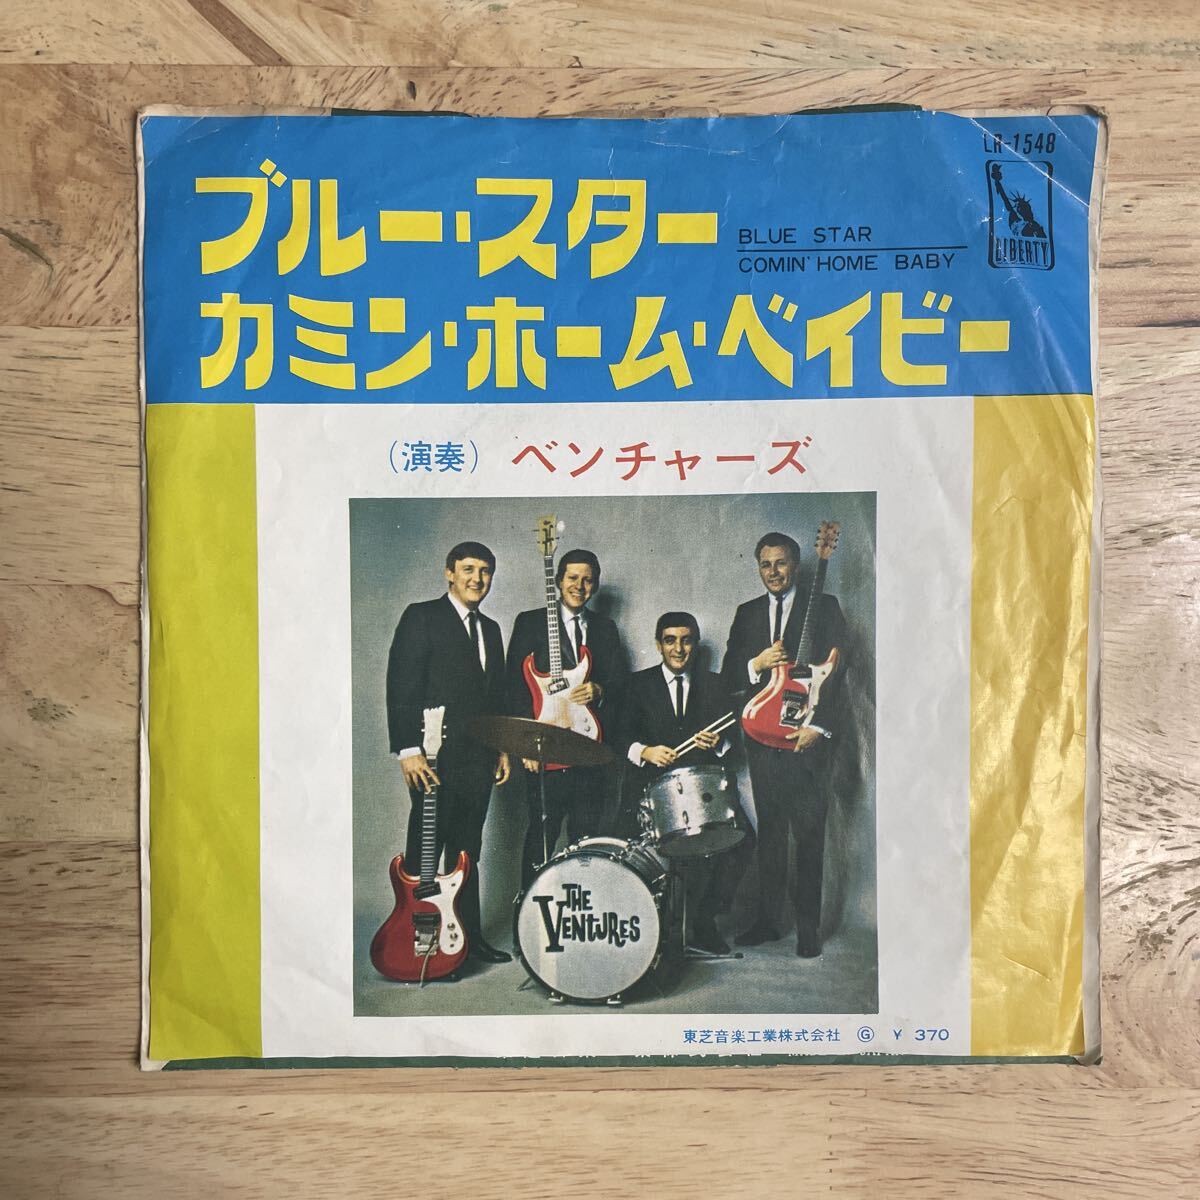 LR-1548
LIBERTY
ブルー・スター
BLUE STAR
COMIN' HOME BABY
カミン・ホーム・ベイビー
(演奏) ベンチャーズ
THE
VENTURES
東芝音楽工業株式会社 Ⓖ ¥ 370